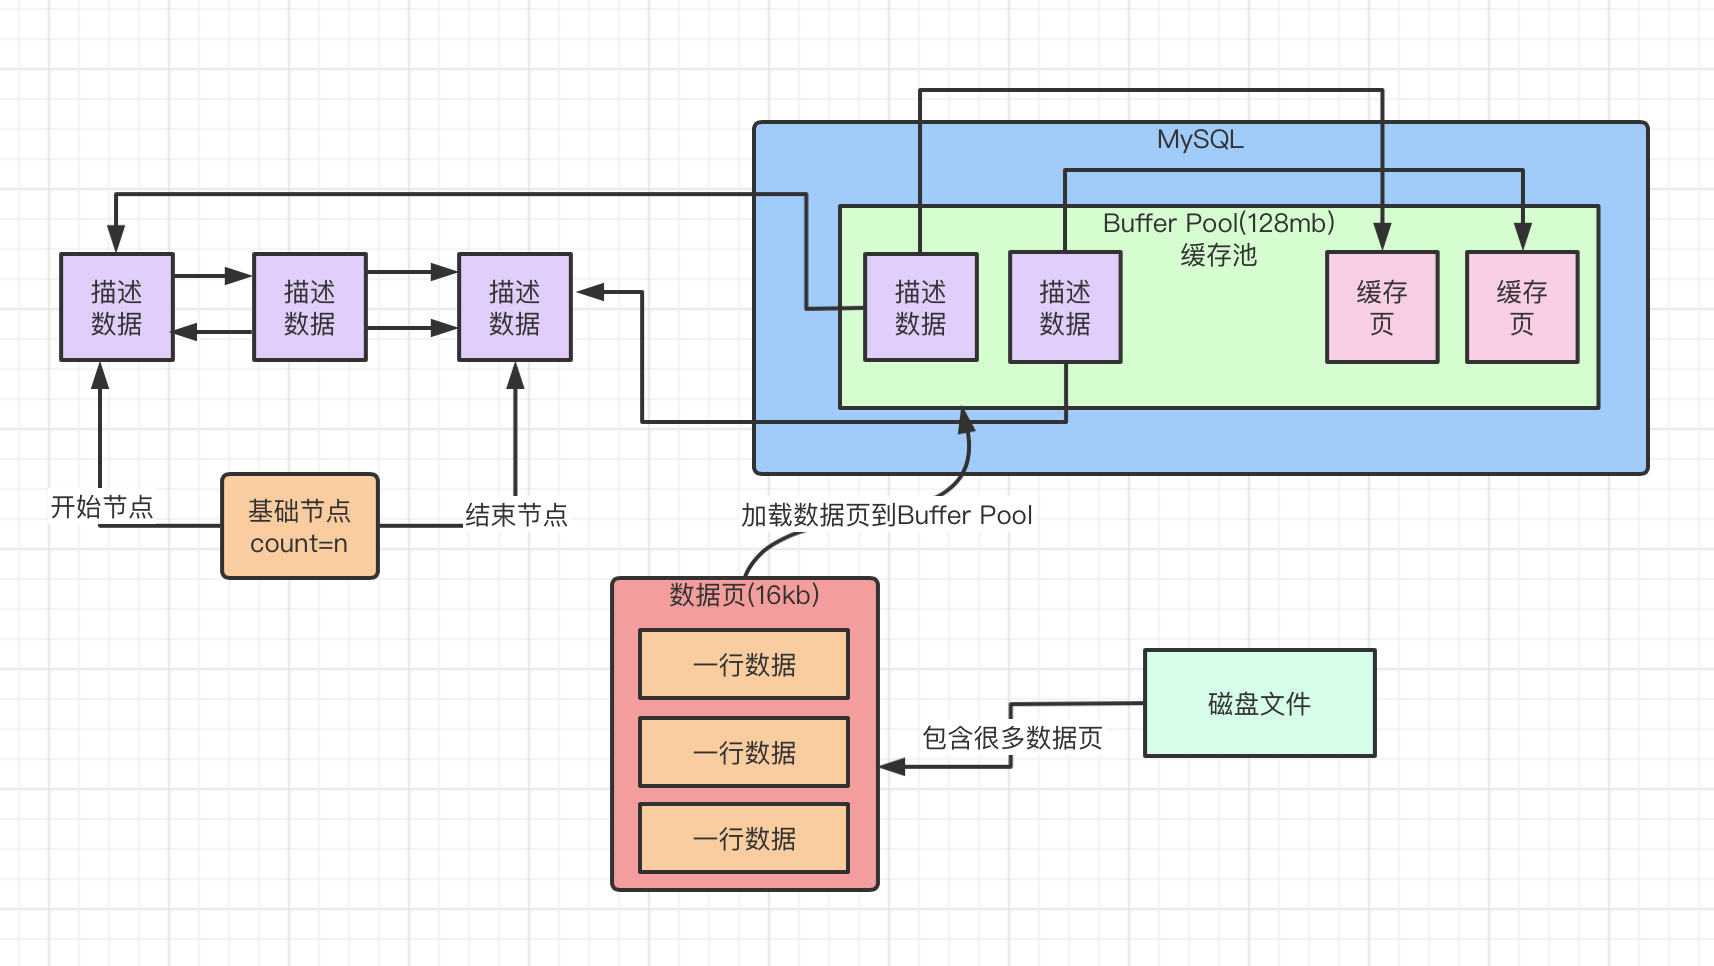 MySQL
Buffer Pool(128mb)
缓存池
描述
数据
描述
数据
描述
数据
描述
数据
描述
数据
缓存
页
缓存
页
开始节点
基础节点
count=n
结束节点
加载数据页到Buffer Pool
数据页(16kb)
一行数据
一行数据
一行数据
包含很多数据页
磁盘文件